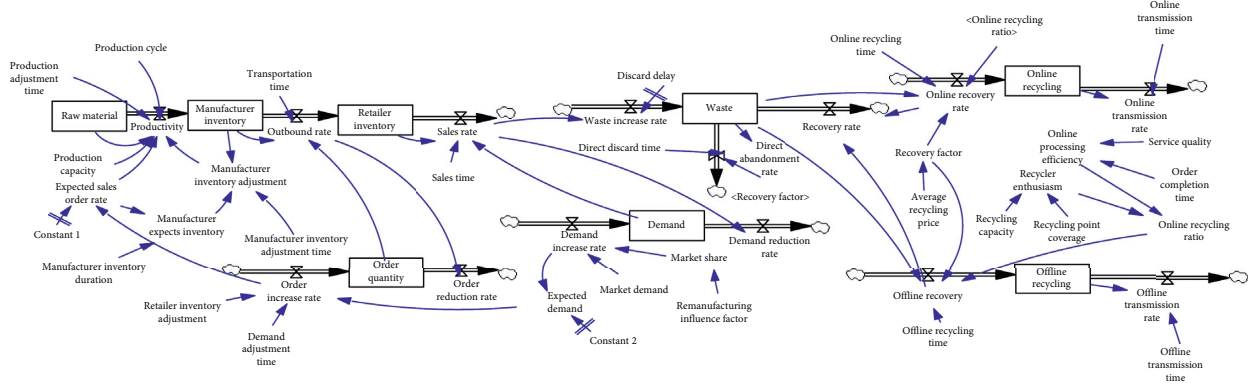 Production cycle
Production
adjustment time
Raw material
Productivity
Manufacturer
inventory
Transportation
time
Outbound rate
Retailer
inventory
Sales rate
Sales time
Production
capacity
Expected sales
order rate
Constant 1
Manufacturer
inventory adjustment
Manufacturer
expects inventory
Manufacturer inventory
duration
Manufacturer inventory
adjustment time
Order
increase rate
Order
quantity
Order
reduction rate
Retailer inventory
adjustment
Demand
adjustment
time
Discard delay
Waste increase rate
Waste
Recovery rate
Direct discard time
Direct
abandonment
rate
<Recovery factor>
Demand
increase rate
Demand
Demand reduction
rate
Market share
Market demand
Expected
demand
Constant 2
Remanufacturing
influence factor
Online recycling
time
<Online recycling
ratio>
Online
transmission
time
Online recovery
rate
Online
recycling
Online
transmission rate
Recovery factor
Average
recycling
price
Online
processing
efficiency
Service quality
Recycler
enthusiasm
Order
completion time
Recycling
capacity
Recycling point
coverage
Online recycling
ratio
Offline recovery
Offline
recycling
Offline
transmission
rate
Offline recycling
time
Offline
transmission
time